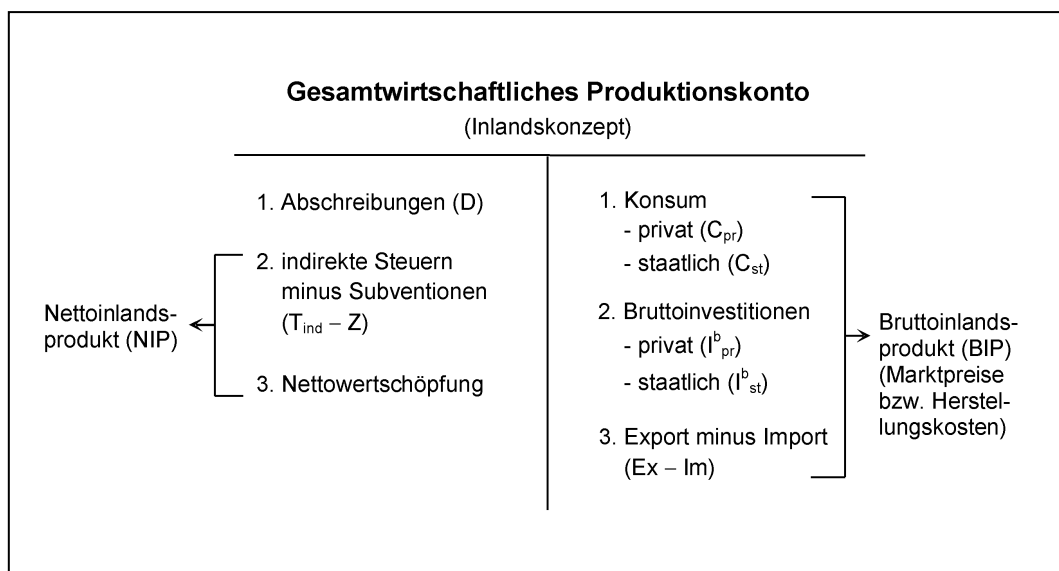 Gesamtwirtschaftliches Produktionskonto
(Inlandskonzept)
1. Abschreibungen (D)
2. indirekte Steuern
minus Subventionen
(T_ind – Z)
3. Nettowertschöpfung
Nettoinlands-
produkt (NIP)
1. Konsum
- privat (C_pr)
- staatlich (C_st)
2. Bruttoinvestitionen
- privat (I^b_pr)
- staatlich (I^b_st)
3. Export minus Import
(Ex – Im)
Bruttoinlands-
produkt (BIP)
(Marktpreise
bzw. Herstel-
lungskosten)